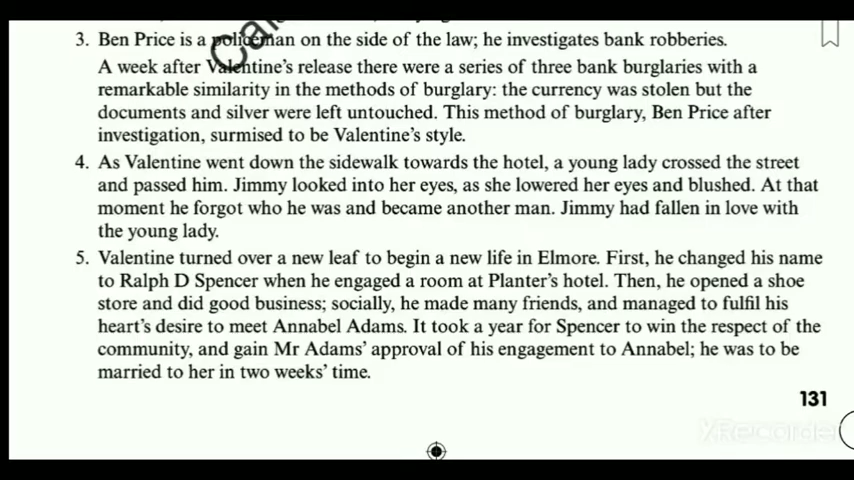 3. Ben Price is a policeman on the side of the law; he investigates bank robberies.
A week after Valentine's release there were a series of three bank burglaries with a
remarkable similarity in the methods of burglary: the currency was stolen but the
documents and silver were left untouched. This method of burglary, Ben Price after
investigation, surmised to be Valentine's style.
4. As Valentine went down the sidewalk towards the hotel, a young lady crossed the street
and passed him. Jimmy looked into her eyes, as she lowered her eyes and blushed. At that
moment he forgot who he was and became another man. Jimmy had fallen in love with
the young lady.
5. Valentine turned over a new leaf to begin a new life in Elmore. First, he changed his name
to Ralph D Spencer when he engaged a room at Planter's hotel. Then, he opened a shoe
store and did good business; socially, he made many friends, and managed to fulfil his
heart's desire to meet Annabel Adams. It took a year for Spencer to win the respect of the
community, and gain Mr Adams' approval of his engagement to Annabel; he was to be
married to her in two weeks' time.
131
XRecorder